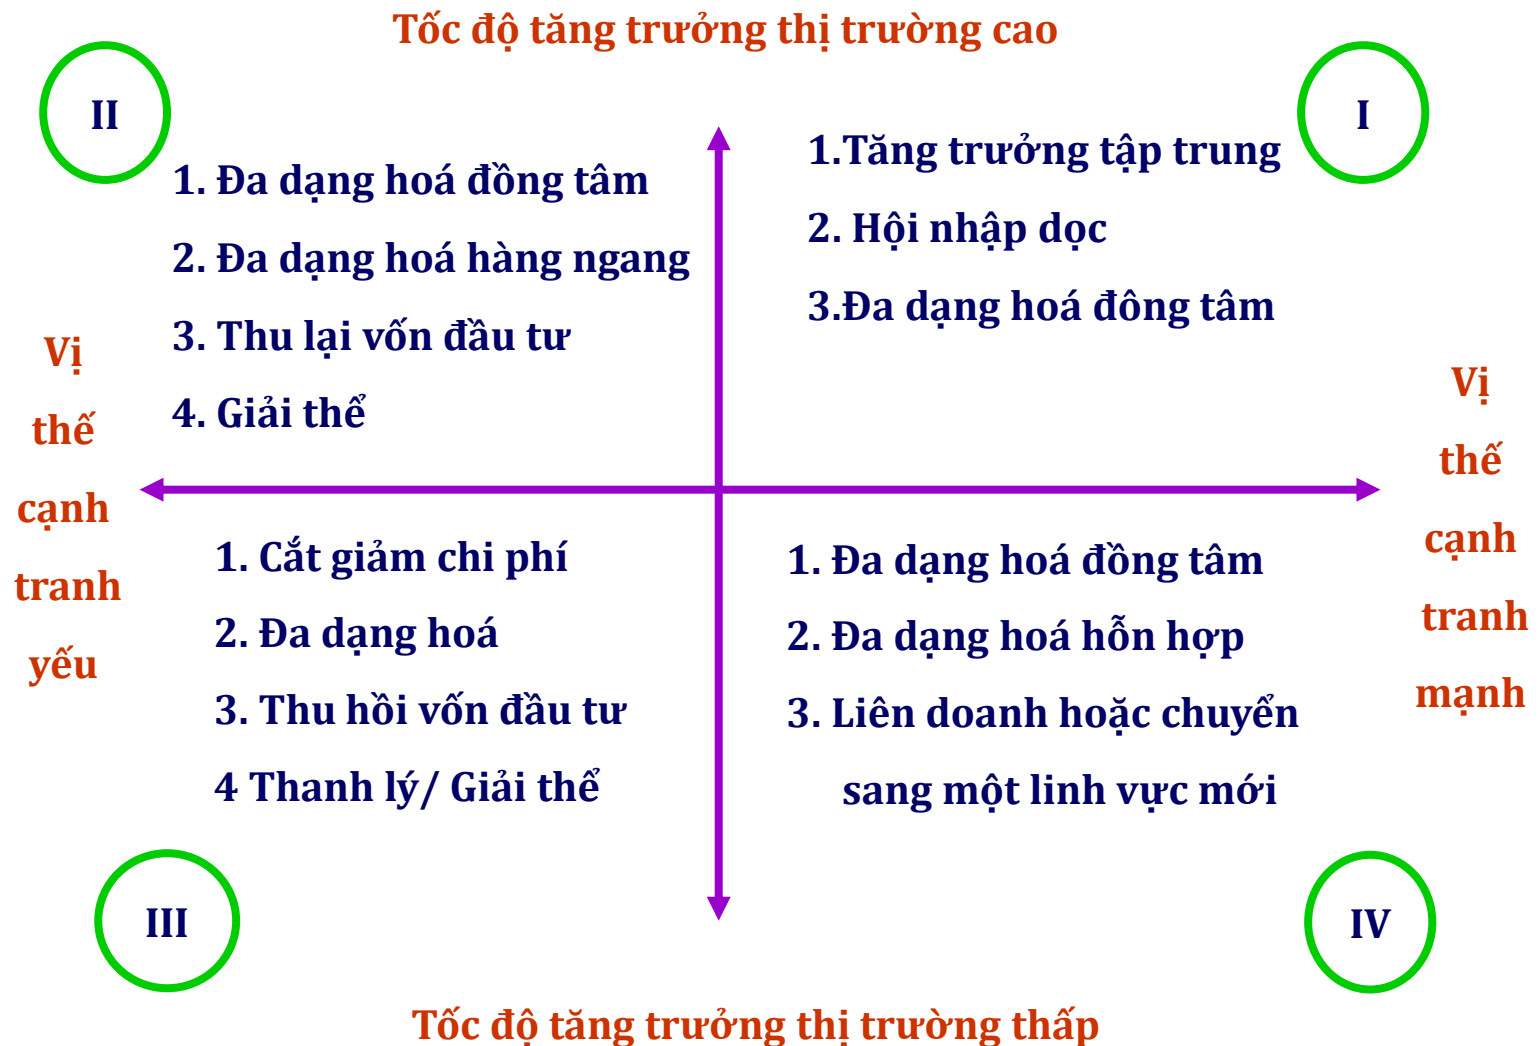 Tốc độ tăng trưởng thị trường cao
II
1. Đa dạng hoá đồng tâm
2. Đa dạng hoá hàng ngang
3. Thu lại vốn đầu tư
4. Giải thể
I
1.Tăng trưởng tập trung
2. Hội nhập dọc
3.Đa dạng hoá đông tâm
Vị
thế
cạnh
tranh
yếu
Vị
thế
cạnh
tranh
mạnh
1. Cắt giảm chi phí
2. Đa dạng hoá
3. Thu hồi vốn đầu tư
4 Thanh lý/ Giải thể
III
1. Đa dạng hoá đồng tâm
2. Đa dạng hoá hỗn hợp
3. Liên doanh hoặc chuyển
sang một linh vực mới
IV
Tốc độ tăng trưởng thị trường thấp